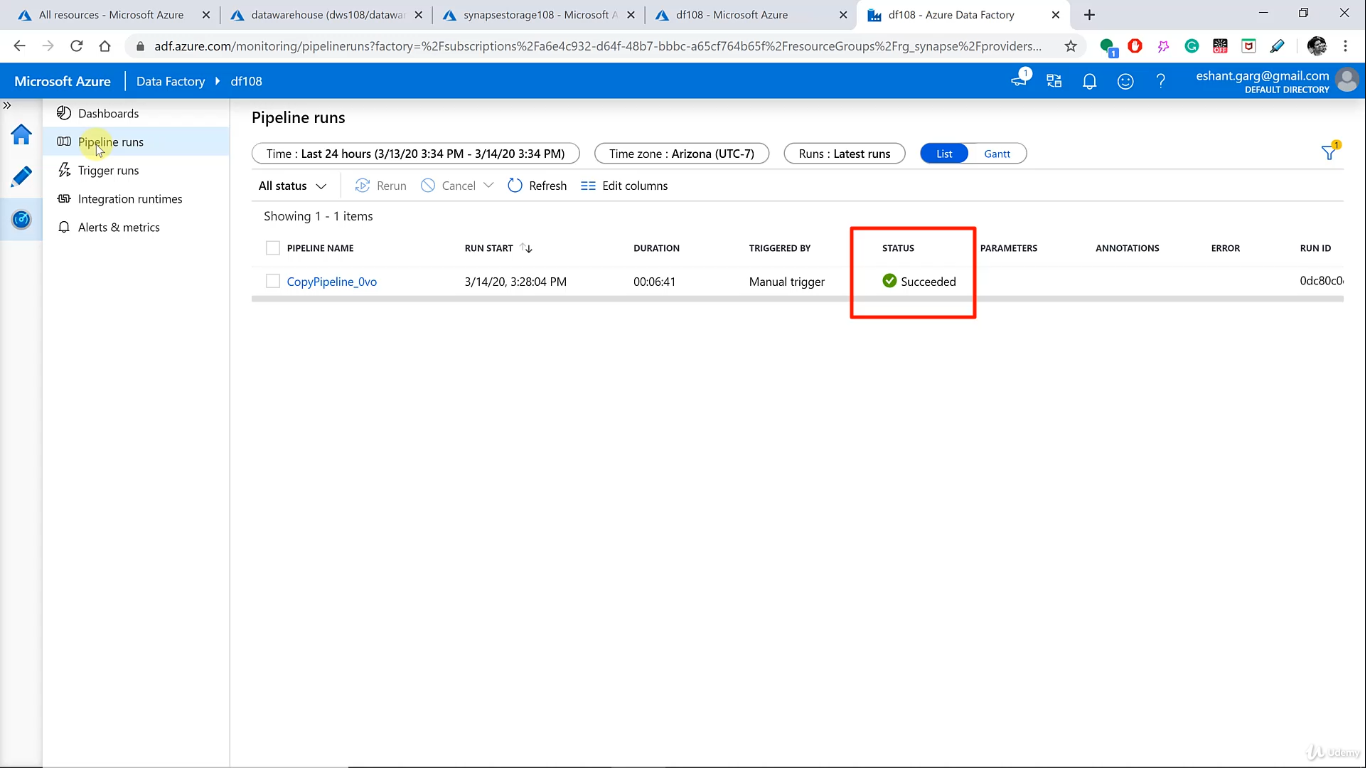 All resources - Microsoft Azure
datawarehouse (dws108/datawar
synapsestorage108 - Microsoft A
df108 - Microsoft Azure
df108 - Azure Data Factory
adf.azure.com/monitoring/pipelineruns?factory=%2Fsubscriptions%2Fa6e4c932-d64f-48b7-bbbc-a65cf764b65f%2FresourceGroups%2Frg_synapse%2Fproviders...
1
Microsoft Azure
Data Factory
df108
1
?
eshant.garg@gmail.com
DEFAULT DIRECTORY
»
Dashboards
Pipeline runs
Trigger runs
Integration runtimes
Alerts & metrics
Pipeline runs
Time : Last 24 hours (3/13/20 3:34 PM - 3/14/20 3:34 PM)
Time zone : Arizona (UTC-7)
Runs : Latest runs
List
Gantt
1
All status
Rerun
Cancel
Refresh
Edit columns
Showing 1 - 1 items
PIPELINE NAME RUN START DURATION TRIGGERED BY STATUS PARAMETERS ANNOTATIONS ERROR RUN ID
CopyPipeline_0vo 3/14/20, 3:28:04 PM 00:06:41 Manual trigger Succeeded 0dc80c0
Udemy